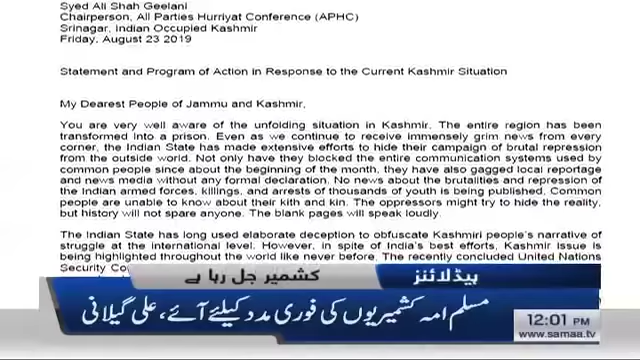 Syed Ali Shah Geelani
Chairperson, All Parties Hurriyat Conference (APHC)
Srinagar, Indian Occupied Kashmir
Friday, August 23 2019
Statement and Program of Action in Response to the Current Kashmir Situation
My Dearest People of Jammu and Kashmir,
You are very well aware of the unfolding situation in Kashmir. The entire region has been
transformed into a prison. Even as we continue to receive immensely grim news from every
corner, the Indian State has made extensive efforts to hide their campaign of brutal repression
from the outside world. Not only have they blocked the entire communication systems used by
common people since about the beginning of the month, they have also gagged local reportage
and news media without any formal declaration. No news about the brutalities and repression of
the Indian armed forces, killings, and arrests of thousands of youth is being published. Common
people are unable to know about their kith and kin. The oppressors might try to hide the reality,
but history will not spare anyone. The blank pages will speak loudly.
The Indian State has long used elaborate deception to obfuscate Kashmiri people's narrative of
struggle at the international level. However, in spite of India's best efforts, Kashmir Issue is
being highlighted throughout the world like never before. The recently concluded United Nations
Security Cou
ہیڈلائنز
کشمیر جل رہا ہے
مسلم امہ کشمیریوں کی فوری مدد کیلئے آئے، علی گیلانی
12:01 PM
www.samaa.tv